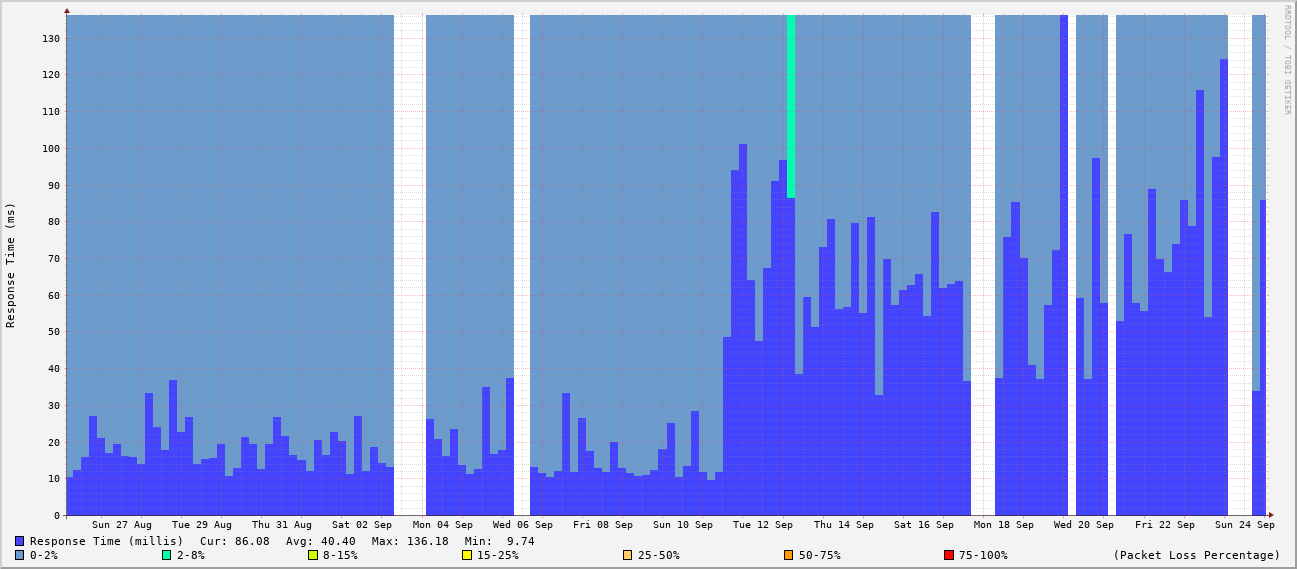 RRDTOOL / TOBI OETIKER
Response Time (ms)
130
120
110
100
90
80
70
60
50
40
30
20
10
0
Sun 27 Aug Tue 29 Aug Thu 31 Aug Sat 02 Sep Mon 04 Sep Wed 06 Sep Fri 08 Sep Sun 10 Sep Tue 12 Sep Thu 14 Sep Sat 16 Sep Mon 18 Sep Wed 20 Sep Fri 22 Sep Sun 24 Sep
Response Time (millis) Cur: 86.08 Avg: 40.40 Max: 136.18 Min: 9.74
0-2% 2-8% 8-15% 15-25% 25-50% 50-75% 75-100% (Packet Loss Percentage)